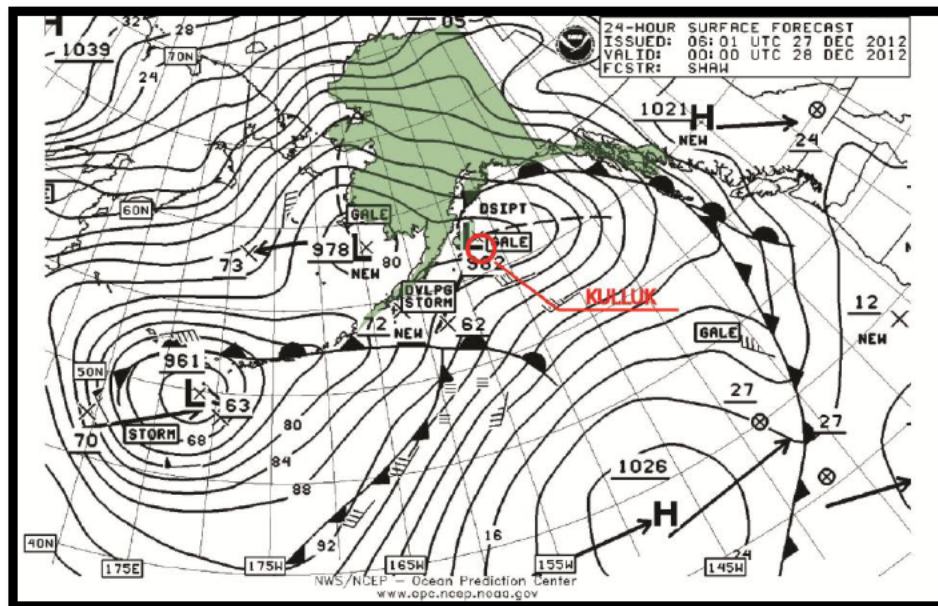 H
1039
32
28
24
70N
05
24-HOUR SURFACE FORECAST
ISSUED: 06:01 UTC 27 DEC 2012
VALID: 00:00 UTC 28 DEC 2012
FCSTR: SHAW
1021 H
NEW
24
60N
GALE
DSIPT
978 L
NEW
80
73
L
GALE
KULLUK
DVLPG
STORM
72
NEW
62
12
NEW
GALE
961
50N
L
63
70
STORM
68
80
84
88
92
27
27
1026
H
16
24
40N
175E
175W
165W
155W
145W
NWS/NCEP – Ocean Prediction Center
www.opc.ncep.noaa.gov